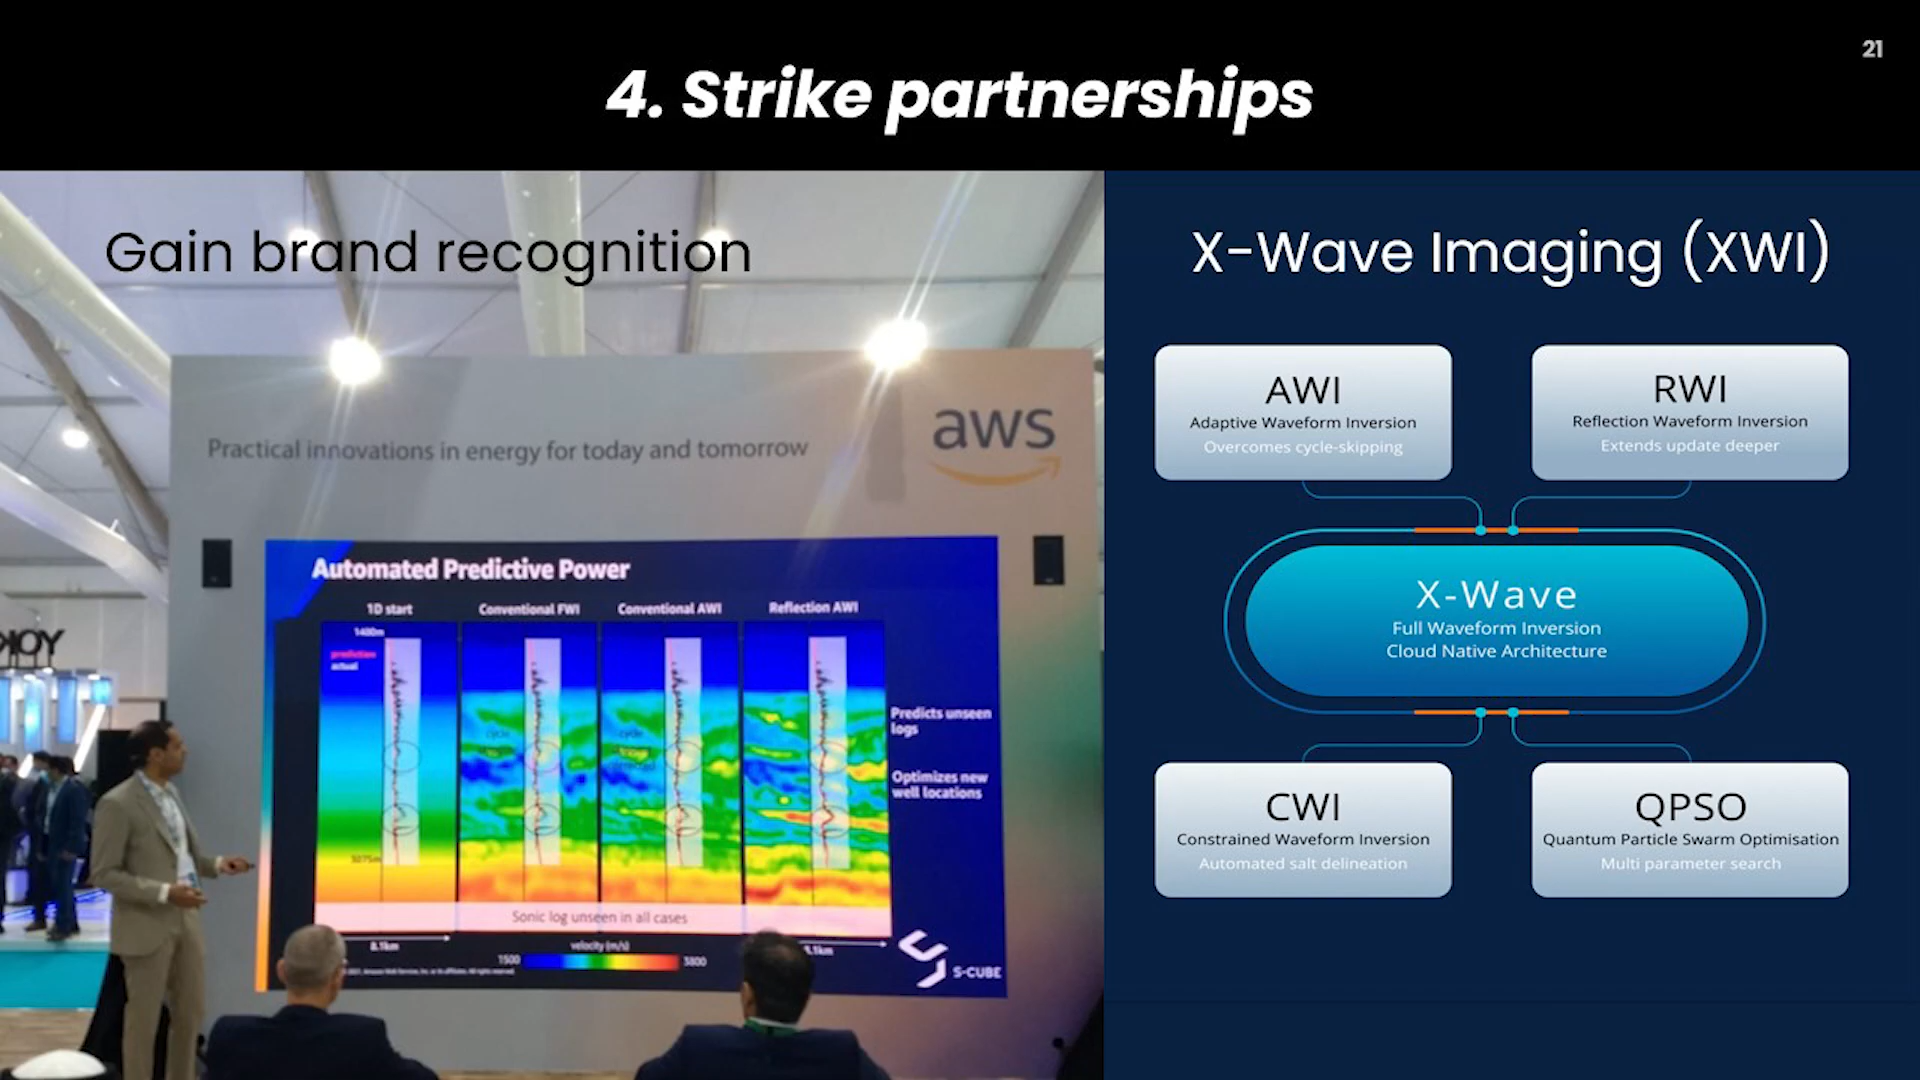 21
4. Strike partnerships
Gain brand recognition
Practical innovations in energy for today and tomorrow
aws
Automated Predictive Power
1D start
Conventional FWI
Conventional AWI
Reflection AWI
1400m
prediction
actual
cycle
cycle
Predicts unseen
logs
Optimizes new
well locations
Sonic log unseen in all cases
8.1km
velocity (m/s)
1500
3800
S-CUBE
X-Wave Imaging (XWI)
AWI
Adaptive Waveform Inversion
Overcomes cycle-skipping
RWI
Reflection Waveform Inversion
Extends update deeper
X-Wave
Full Waveform Inversion
Cloud Native Architecture
CWI
Constrained Waveform Inversion
Automated salt delineation
QPSO
Quantum Particle Swarm Optimisation
Multi parameter search